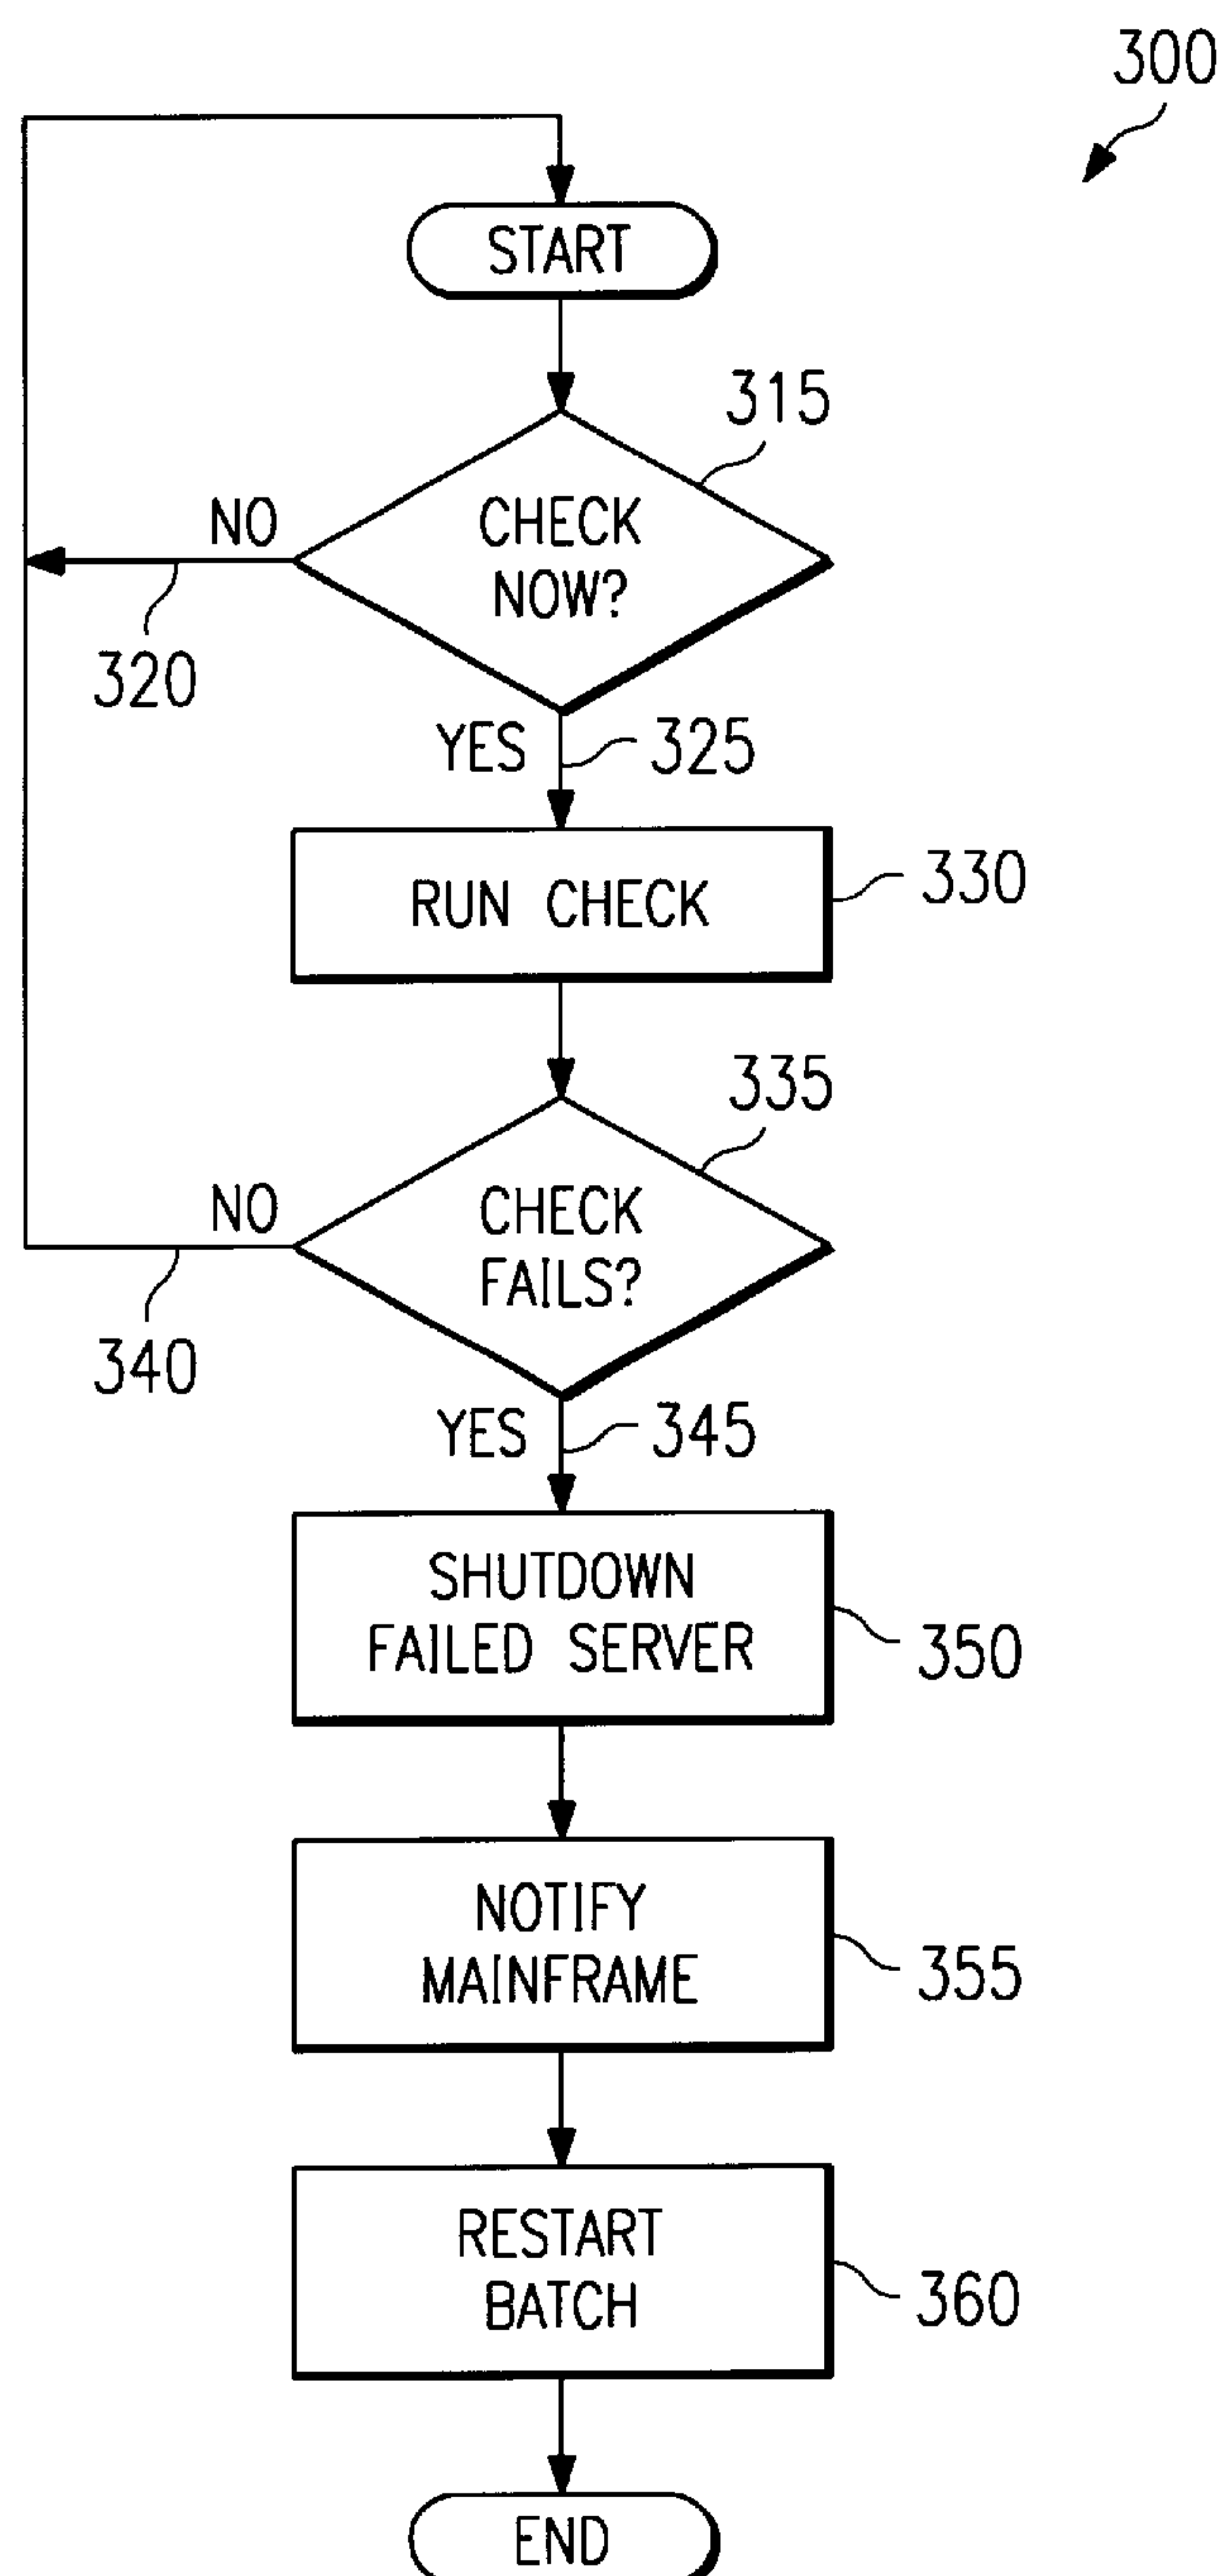 300
START
315
CHECK
NOW?
NO
320
YES
325
RUN CHECK
330
335
CHECK
FAILS?
NO
340
YES
345
SHUTDOWN
FAILED SERVER
350
NOTIFY
MAINFRAME
355
RESTART
BATCH
360
END